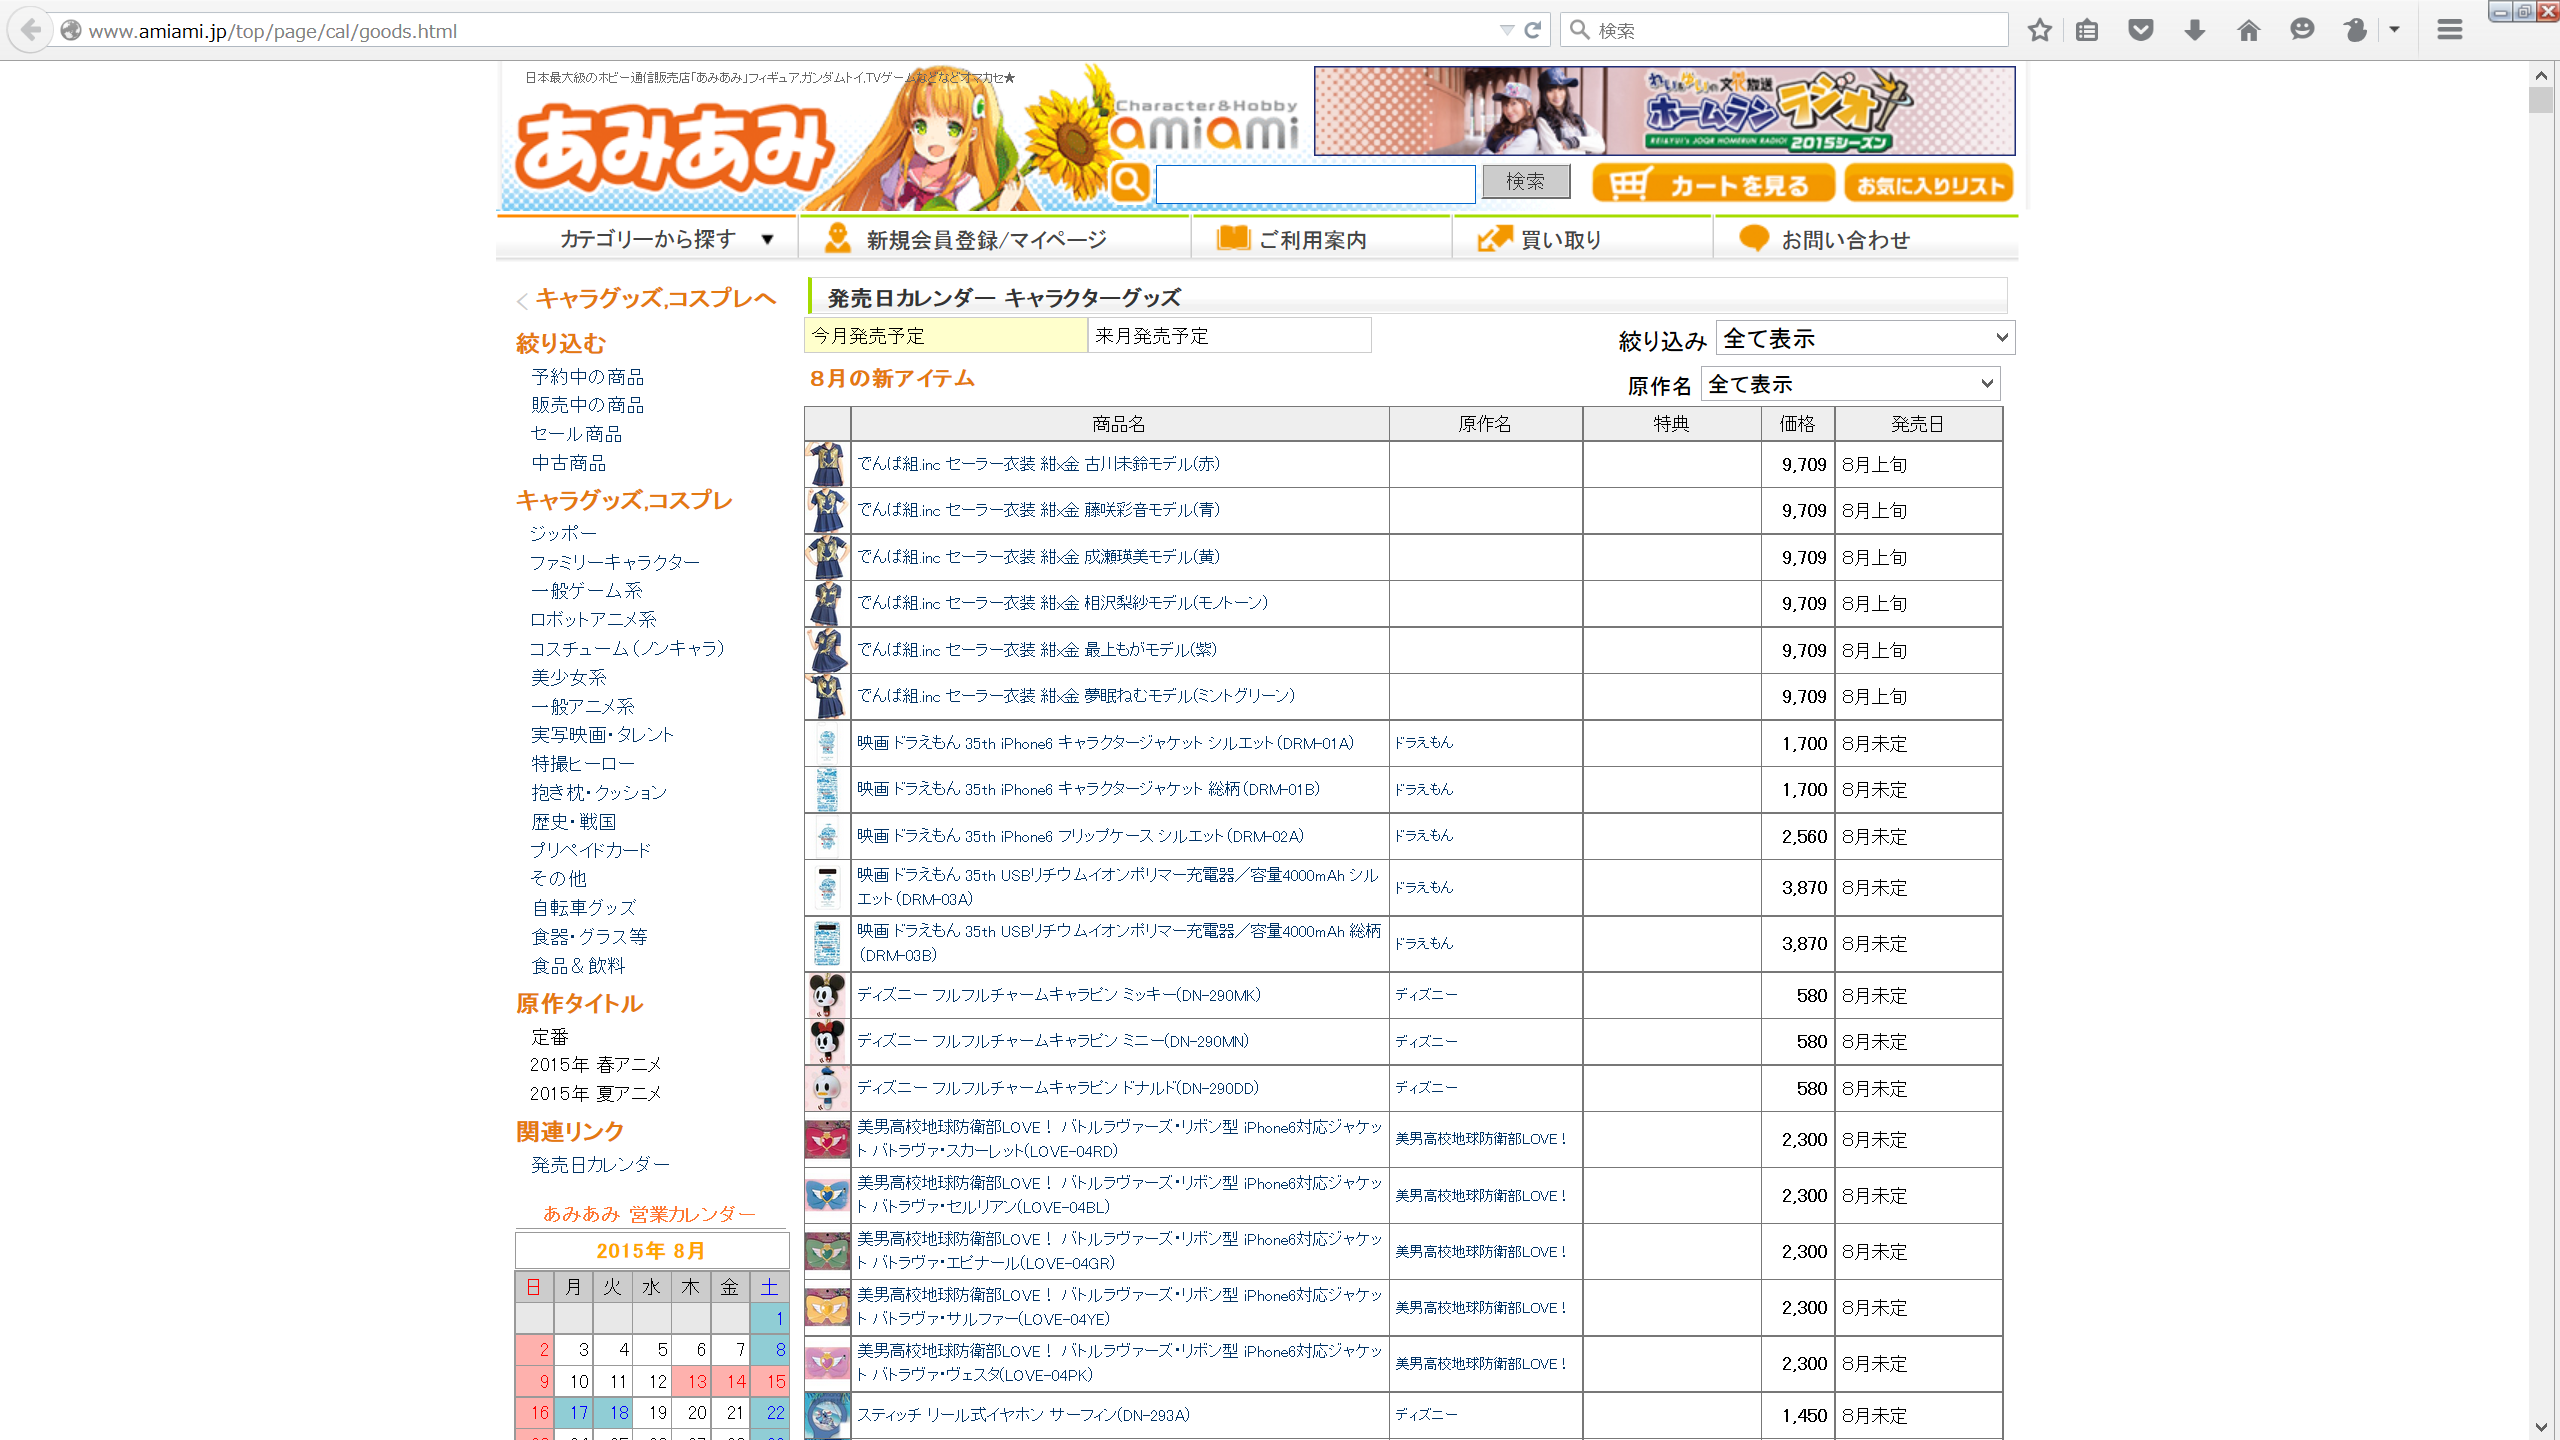 www.amiami.jp/top/page/cal/goods.html
検索
日本最大級のホビー通信販売店「あみあみ」フィギュア,ガンダムトイ,TVゲームなどなどオマカセ★
あみあみ
Character&Hobby
amiami
ホームランラジオ
2015シーズン
検索
カートを見る
お気に入りリスト
カテゴリーから探す ▼
新規会員登録/マイページ
ご利用案内
買い取り
お問い合わせ
キャラグッズ,コスプレへ
絞り込む
予約中の商品
販売中の商品
セール商品
中古商品
キャラグッズ,コスプレ
ジッポー
ファミリーキャラクター
一般ゲーム系
ロボットアニメ系
コスチューム（ノンキャラ）
美少女系
一般アニメ系
実写映画・タレント
特撮ヒーロー
抱き枕・クッション
歴史・戦国
プリペイドカード
その他
自転車グッズ
食器・グラス等
食品＆飲料
原作タイトル
定番
2015年 春アニメ
2015年 夏アニメ
関連リンク
発売日カレンダー
あみあみ 営業カレンダー
2015年 8月
日 月 火 水 木 金 土
1
2 3 4 5 6 7 8
9 10 11 12 13 14 15
16 17 18 19 20 21 22
発売日カレンダー キャラクターグッズ
今月発売予定 来月発売予定
絞り込み 全て表示
8月の新アイテム
原作名 全て表示
商品名 原作名 特典 価格 発売日
でんぱ組.inc セーラー衣装 紺×金 古川未鈴モデル(赤) 9,709 8月上旬
でんぱ組.inc セーラー衣装 紺×金 藤咲彩音モデル(青) 9,709 8月上旬
でんぱ組.inc セーラー衣装 紺×金 成瀬瑛美モデル(黄) 9,709 8月上旬
でんぱ組.inc セーラー衣装 紺×金 相沢梨紗モデル(モノトーン) 9,709 8月上旬
でんぱ組.inc セーラー衣装 紺×金 最上もがモデル(紫) 9,709 8月上旬
でんぱ組.inc セーラー衣装 紺×金 夢眠ねむモデル(ミントグリーン) 9,709 8月上旬
映画 ドラえもん 35th iPhone6 キャラクタージャケット シルエット（DRM-01A） ドラえもん 1,700 8月未定
映画 ドラえもん 35th iPhone6 キャラクタージャケット 総柄（DRM-01B） ドラえもん 1,700 8月未定
映画 ドラえもん 35th iPhone6 フリップケース シルエット（DRM-02A） ドラえもん 2,560 8月未定
映画 ドラえもん 35th USBリチウムイオンポリマー充電器／容量4000mAh シル
エット（DRM-03A） ドラえもん 3,870 8月未定
映画 ドラえもん 35th USBリチウムイオンポリマー充電器／容量4000mAh 総柄
（DRM-03B） ドラえもん 3,870 8月未定
ディズニー フルフルチャームキャラピン ミッキー(DN-290MK) ディズニー 580 8月未定
ディズニー フルフルチャームキャラピン ミニー(DN-290MN) ディズニー 580 8月未定
ディズニー フルフルチャームキャラピン ドナルド(DN-290DD) ディズニー 580 8月未定
美男高校地球防衛部LOVE！ バトルラヴァーズ・リボン型 iPhone6対応ジャケッ
ト バトラヴァ・スカーレット(LOVE-04RD) 美男高校地球防衛部LOVE！ 2,300 8月未定
美男高校地球防衛部LOVE！ バトルラヴァーズ・リボン型 iPhone6対応ジャケッ
ト バトラヴァ・セルリアン(LOVE-04BL) 美男高校地球防衛部LOVE！ 2,300 8月未定
美男高校地球防衛部LOVE！ バトルラヴァーズ・リボン型 iPhone6対応ジャケッ
ト バトラヴァ・エピナール(LOVE-04GR) 美男高校地球防衛部LOVE！ 2,300 8月未定
美男高校地球防衛部LOVE！ バトルラヴァーズ・リボン型 iPhone6対応ジャケッ
ト バトラヴァ・サルファー(LOVE-04YE) 美男高校地球防衛部LOVE！ 2,300 8月未定
美男高校地球防衛部LOVE！ バトルラヴァーズ・リボン型 iPhone6対応ジャケッ
ト バトラヴァ・ヴェスタ(LOVE-04PK) 美男高校地球防衛部LOVE！ 2,300 8月未定
スティッチ リール式イヤホン サーフィン(DN-293A) ディズニー 1,450 8月未定